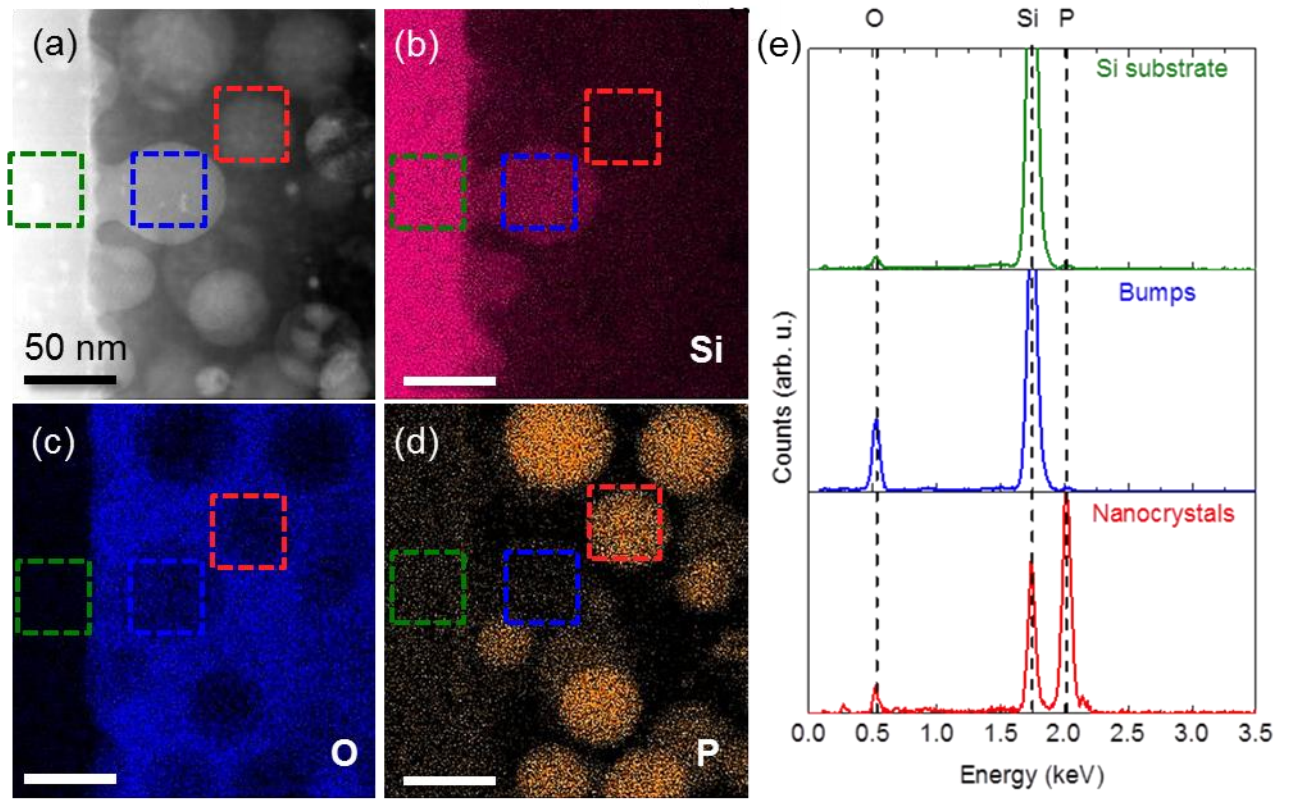 (a)
50 nm
(b)
Si
(c)
O
(d)
P
(e)
O Si P
Si substrate
Bumps
Nanocrystals
Counts (arb. u.)
0.0 0.5 1.0 1.5 2.0 2.5 3.0 3.5
Energy (keV)